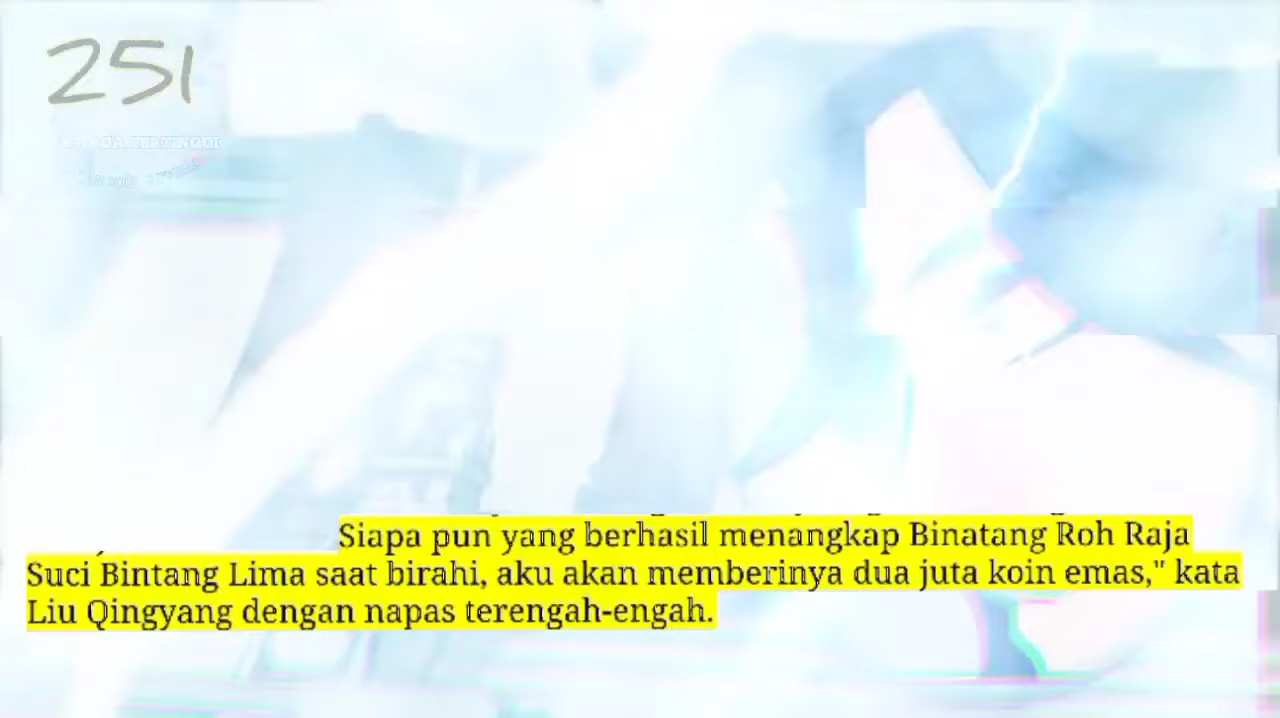 251
Siapa pun yang berhasil menangkap Binatang Roh Raja
Suci Bintang Lima saat birahi, aku akan memberinya dua juta koin emas," kata
Liu Qingyang dengan napas terengah-engah.